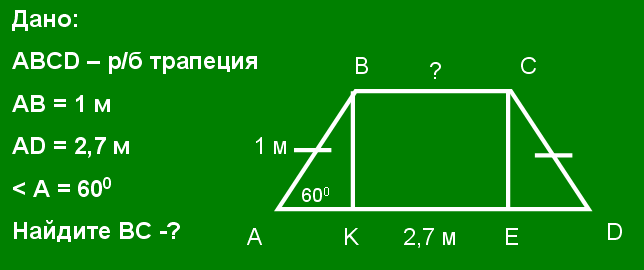 Дано:
ABCD – р/б трапеция
AB = 1 м
AD = 2,7 м
< A = 60⁰
Найдите BC -?
B ? C
1 м
60⁰
A K 2,7 м E D